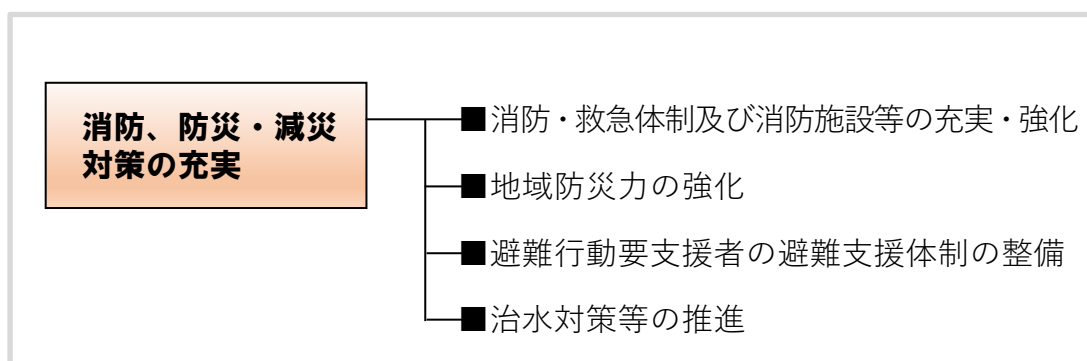 消防、防災・減災
対策の充実
■消防・救急体制及び消防施設等の充実・強化
■地域防災力の強化
■避難行動要支援者の避難支援体制の整備
■治水対策等の推進